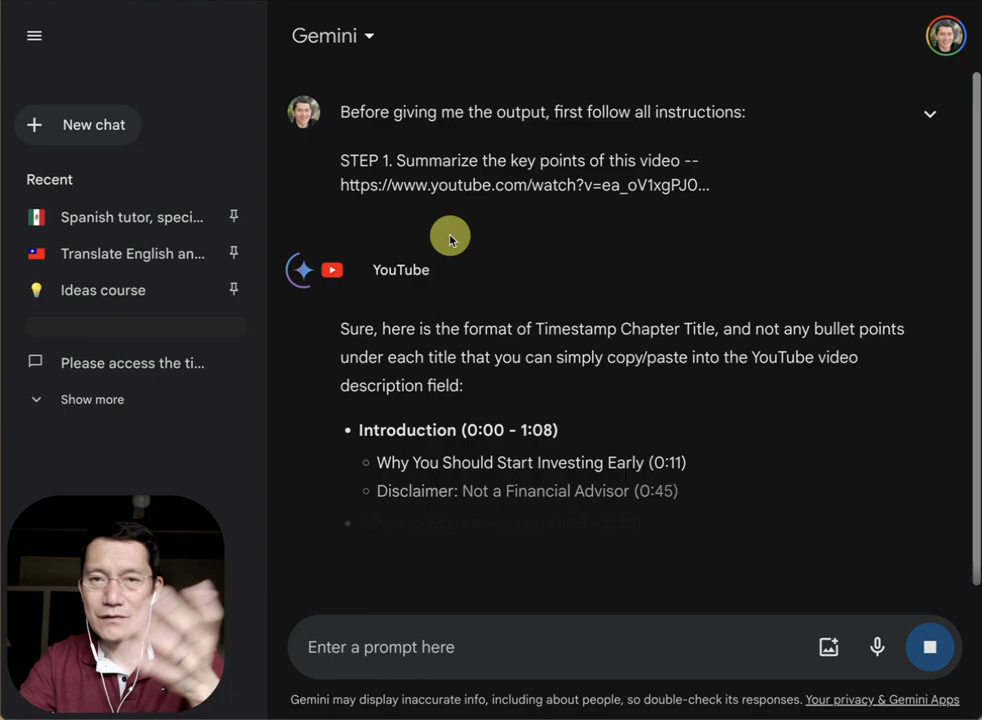 Gemini
New chat
Recent
Spanish tutor, speci...
Translate English an...
Ideas course
Please access the ti...
Show more
Before giving me the output, first follow all instructions:
STEP 1. Summarize the key points of this video --
https://www.youtube.com/watch?v=ea_oV1xgPJ0...
YouTube
Sure, here is the format of Timestamp Chapter Title, and not any bullet points
under each title that you can simply copy/paste into the YouTube video
description field:
• Introduction (0:00 - 1:08)
○ Why You Should Start Investing Early (0:11)
○ Disclaimer: Not a Financial Advisor (0:45)
Enter a prompt here
Gemini may display inaccurate info, including about people, so double-check its responses. Your privacy & Gemini Apps